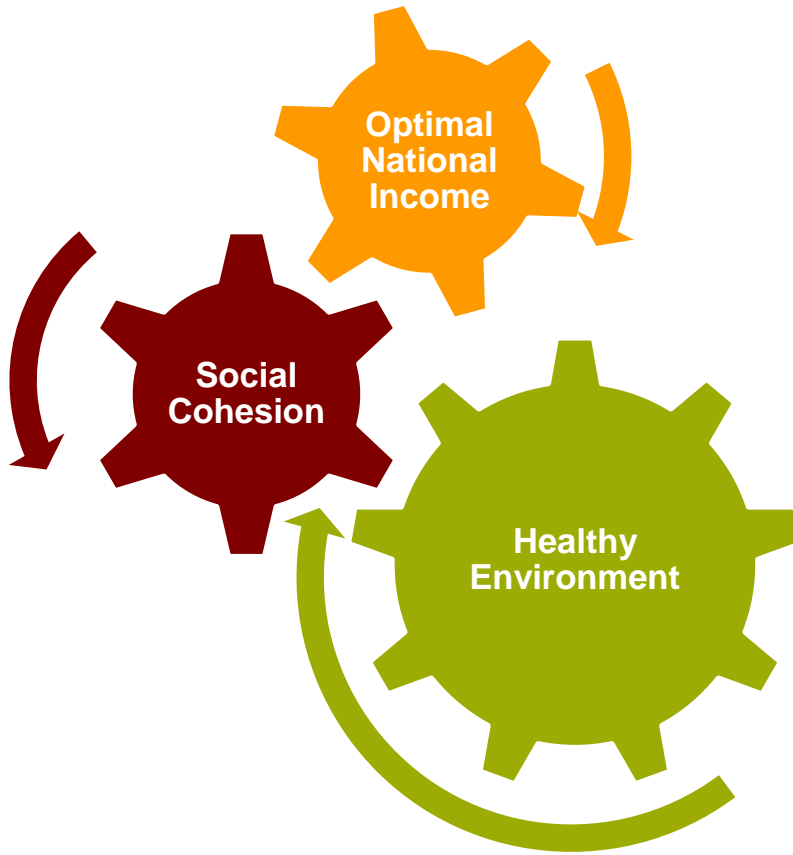 Optimal
National
Income
Social
Cohesion
Healthy
Environment